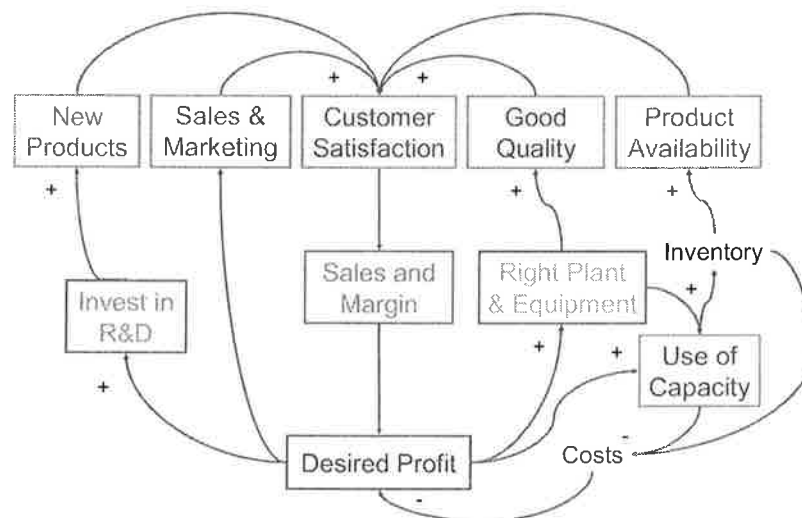 +
+
New
Products
Sales &
Marketing
Customer
Satisfaction
Good
Quality
Product
Availability
+
+
+
Inventory
Invest in
R&D
Sales and
Margin
Right Plant
& Equipment
+
+
+
+
Use of
Capacity
Desired Profit
Costs
-
-